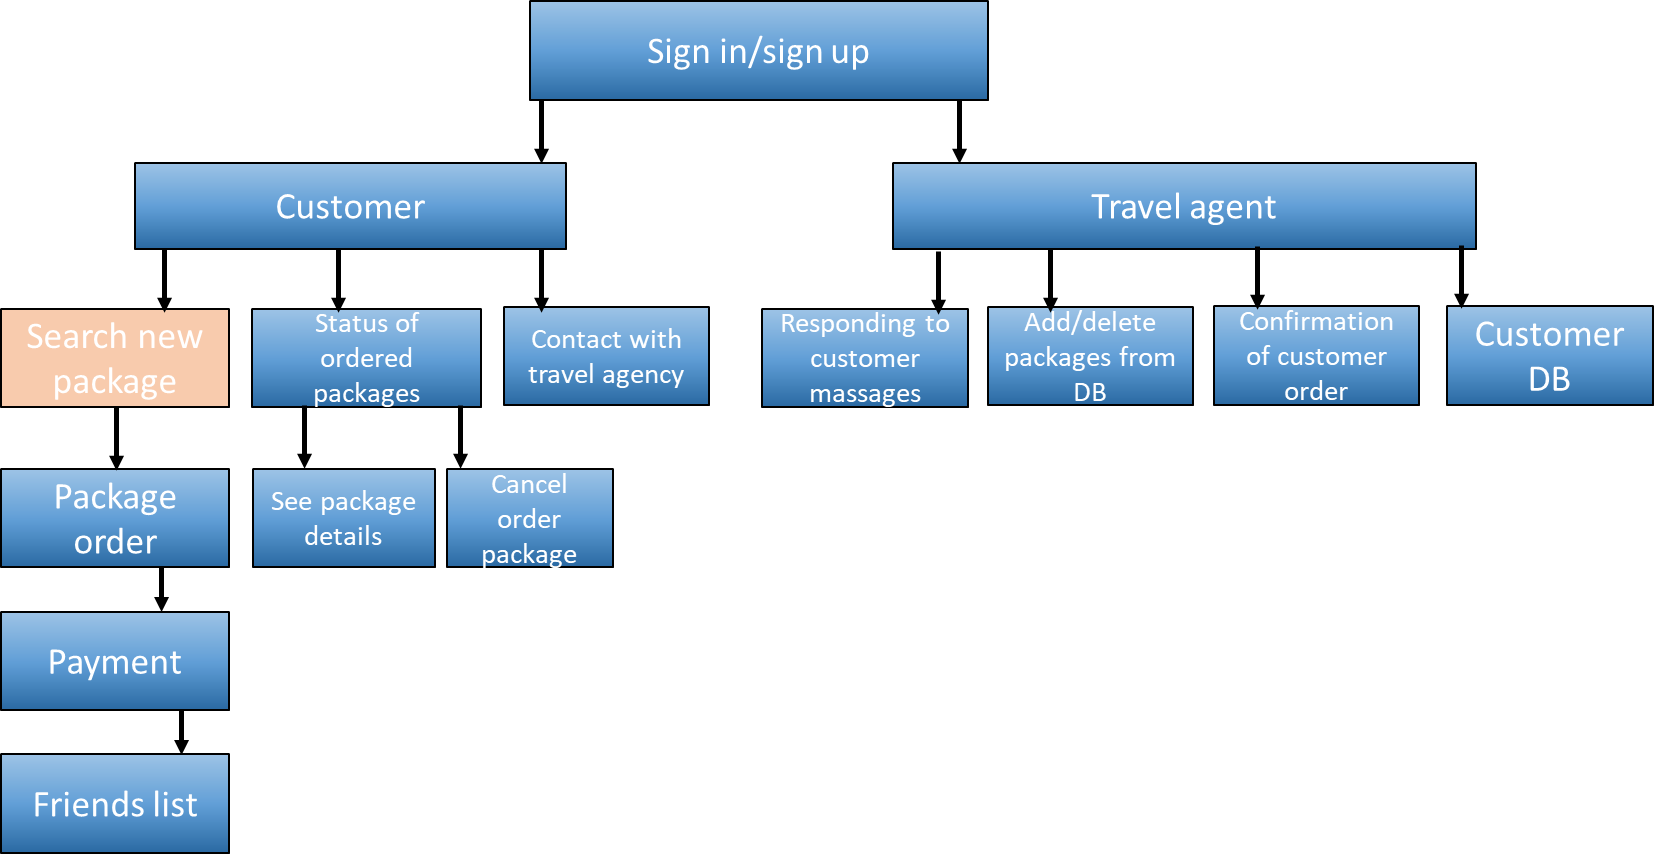 Sign in/sign up
Customer
Travel agent
Search new
package
Status of
ordered
packages
Contact with
travel agency
Responding to
customer
massages
Add/delete
packages from
DB
Confirmation
of customer
order
Customer
DB
Package
order
See package
details
Cancel
order
package
Payment
Friends list